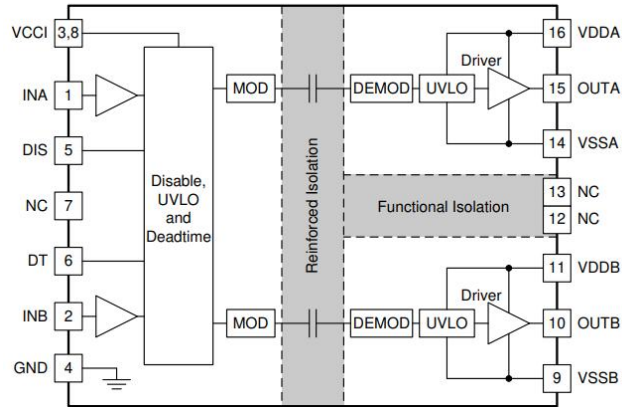 VCCI 3,8
INA 1
DIS 5
NC 7
DT 6
INB 2
GND 4
Disable,
UVLO
and
Deadtime
MOD
MOD
Reinforced Isolation
DEMOD UVLO Driver
Functional Isolation
DEMOD UVLO Driver
16 VDDA
15 OUTA
14 VSSA
13 NC
12 NC
11 VDDB
10 OUTB
9 VSSB